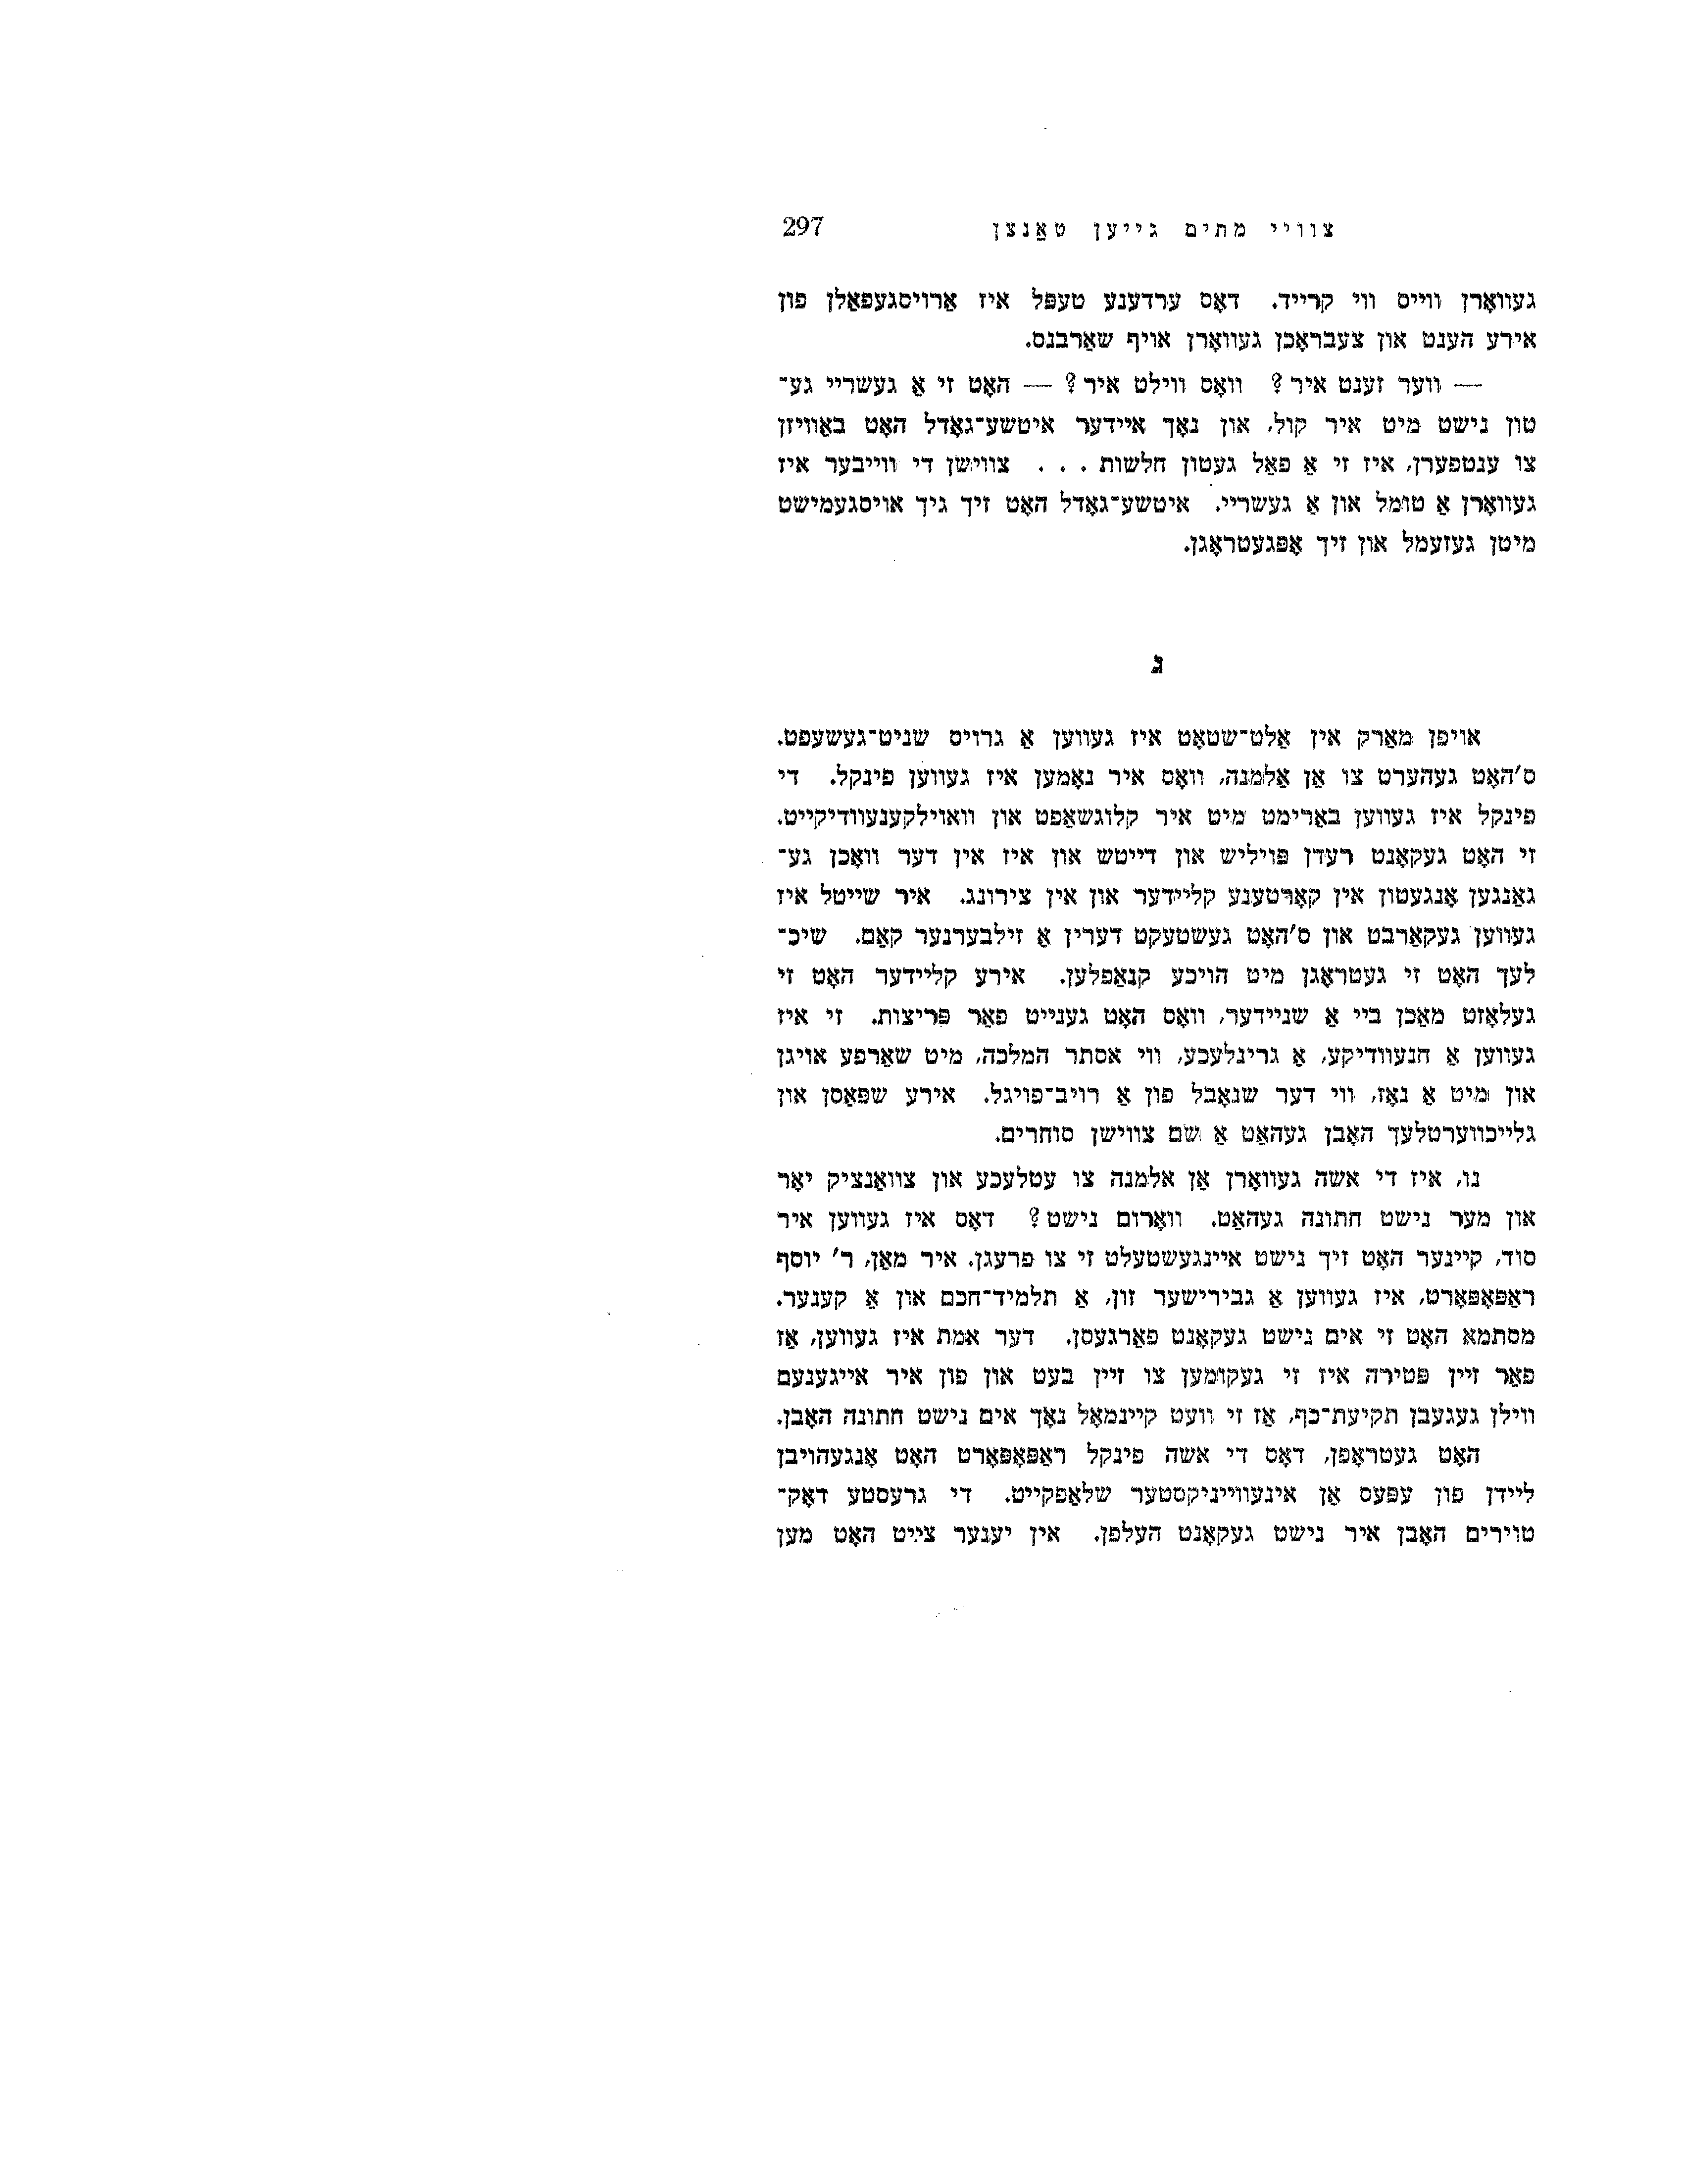 צוויי מתים גייען טאַנצן 297
געוואָרן ווייס ווי קרייד. דאָס ערדענע טעפּל איז אַרויסגעפאַלן פון
אירע הענט און צעבראָכן געוואָרן אויף שאַרבנס.
— ווער זענט איר? וואָס ווילט איר? — האָט זי אַ געשריי גע־
טון נישט מיט איר קול, און נאָך איידער איטשע־גאָדל האָט באַוויזן
צו ענטפערן, איז זי אַ פאַל געטון חלשות . . . צווישן די ווייבער איז
געוואָרן אַ טומל און אַ געשריי. איטשע־גאָדל האָט זיך גיך אויסגעמישט
מיטן געזעמל און זיך אָפּגעטראָגן.
ג
אויפן מאַרק אין אַלט־שטאָט איז געווען אַ גרויס שניט־געשעפט.
ס'האָט געהערט צו אַן אַלמנה, וואָס איר נאָמען איז געווען פינקל. די
פינקל איז געווען באַרימט מיט איר קלוגשאַפט און וואוילקענעוודיקייט.
זי האָט געקאָנט רעדן פּויליש און דייטש און איז אין דער וואָכן גע־
גאַנגען אָנגעטון אין קאָרטענע קליידער און אין צירונג. איר שייטל איז
געווען געקאַרבט און ס'האָט געשטעקט דערין אַ זילבערנער קאַם. שיכ־
לעך האָט זי געטראָגן מיט הויכע קנאַפלען. אירע קליידער האָט זי
געלאָזט מאַכן ביי אַ שניידער, וואָס האָט גענייט פאַר פּריצות. זי איז
געווען אַ חנעוודיקע, אַ גרינלעכע, ווי אסתר המלכה, מיט שאַרפע אויגן
און מיט אַ נאָז, ווי דער שנאָבל פון אַ רויב־פויגל. אירע שפּאַסן און
גלייכווערטלעך האָבן געהאַט אַ שם צווישן סוחרים.
נו, איז די אשה געוואָרן אַן אלמנה צו עטלעכע און צוואַנציק יאָר
און מער נישט חתונה געהאַט. וואָרום נישט? דאָס איז געווען איר
סוד, קיינער האָט זיך נישט איינגעשטעלט זי צו פרעגן. איר מאַן, ר' יוסף
ראַפּאָפּאָרט, איז געווען אַ גבירישער זון, אַ תלמיד־חכם און אַ קענער.
מסתמא האָט זי אים נישט געקאָנט פאַרגעסן. דער אמת איז געווען, אַז
פאַר זיין פּטירה איז זי געקומען צו זיין בעט און פון איר אייגענעם
ווילן געגעבן תקיעת־כף, אַז זי וועט קיינמאָל נאָך אים נישט חתונה האָבן.
האָט געטראָפן, דאָס די אשה פינקל ראַפּאָפּאָרט האָט אָנגעהויבן
ליידן פון עפּעס אַן אינעווייניקסטער שלאַפקייט. די גרעסטע דאָק־
טוירים האָבן איר נישט געקאָנט העלפן. אין יענער צייט האָט מען